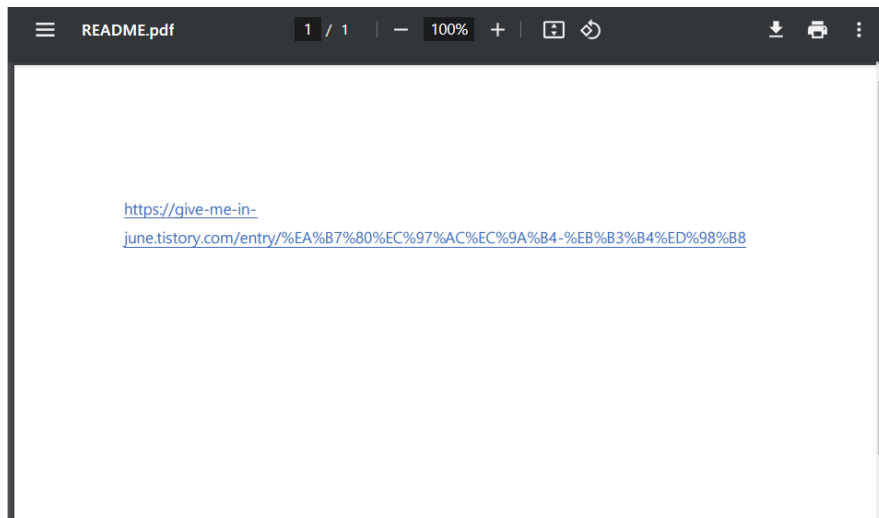 README.pdf 1 / 1 100%
https://give-me-in-
june.tistory.com/entry/%EA%B7%80%EC%97%AC%EC%9A%B4-%EB%B3%B4%ED%98%B8